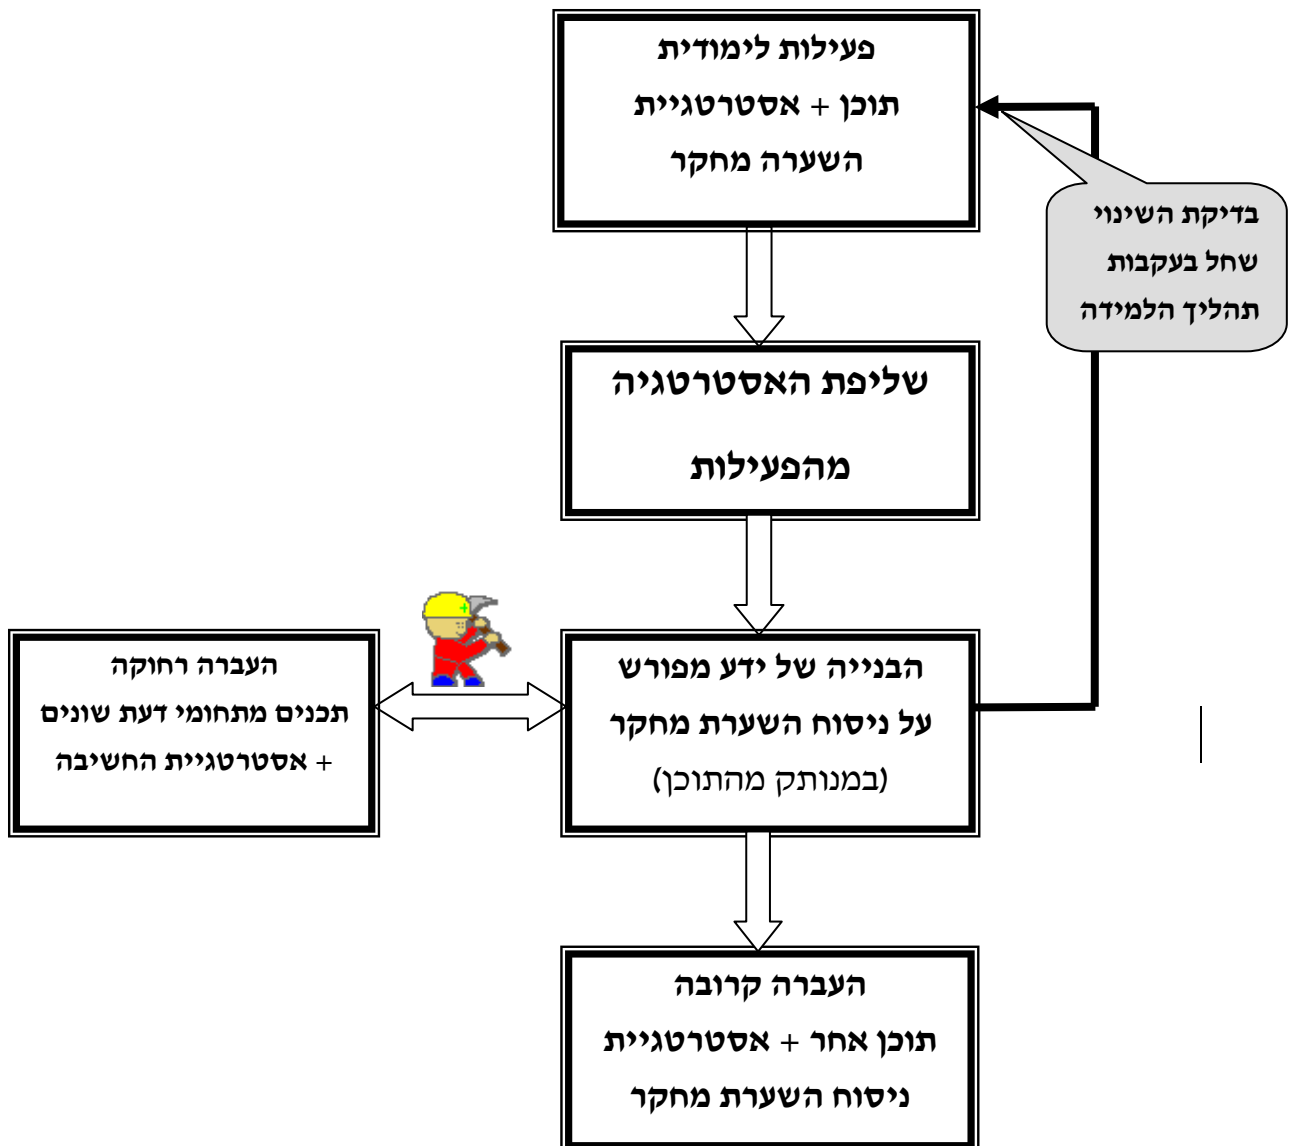 פעילות לימודית
תוכן + אסטרטגיית
השערה מחקר
בדיקת השינוי
שחל בעקבות
תהליך הלמידה
שליפת האסטרטגיה
מהפעילות
הבנייה של ידע מפורש
על ניסוח השערת מחקר
(במנותק מהתוכן)
העברה רחוקה
תכנים מתחומי דעת שונים
+ אסטרטגיית החשיבה
העברה קרובה
תוכן אחר + אסטרטגיית
ניסוח השערת מחקר